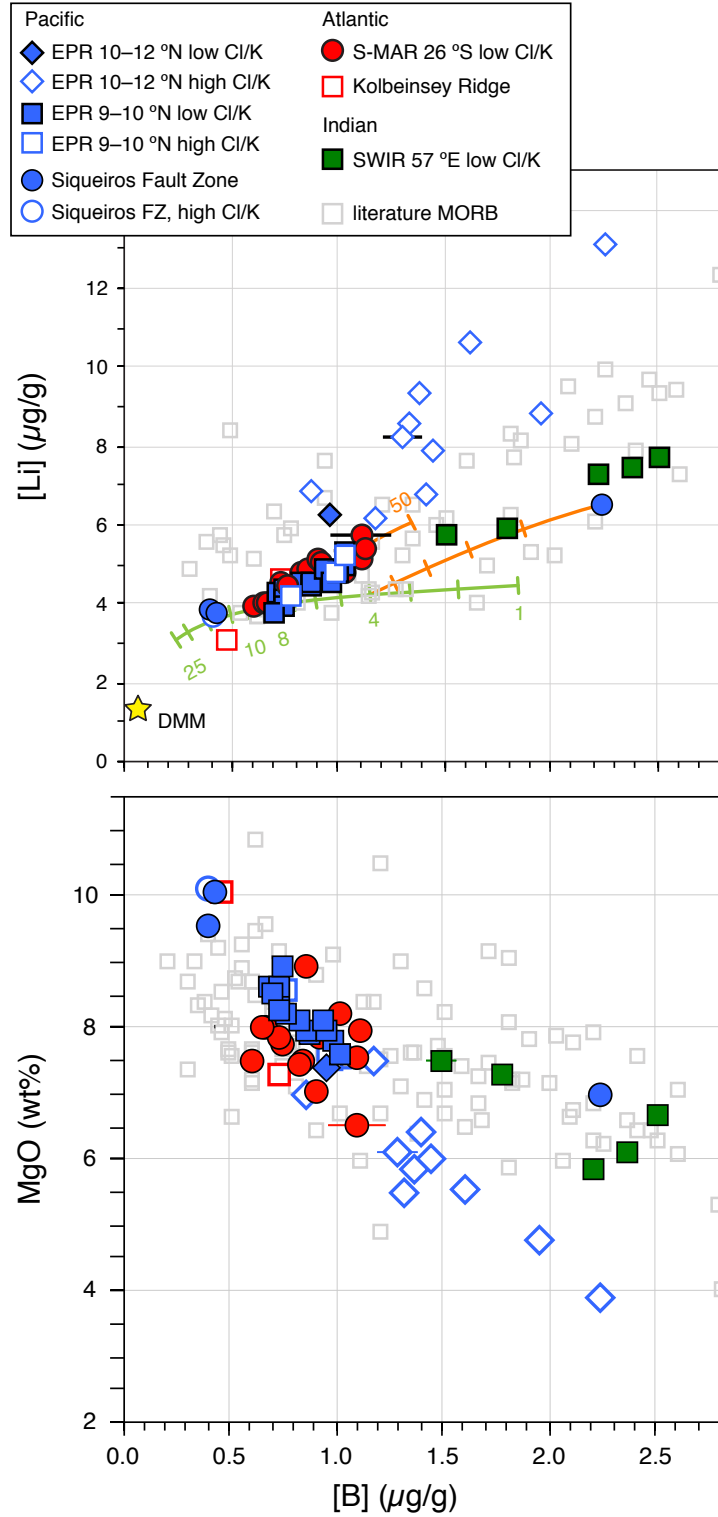 Pacific
EPR 10–12 ºN low Cl/K
EPR 10–12 ºN high Cl/K
EPR 9–10 ºN low Cl/K
EPR 9–10 ºN high Cl/K
Siqueiros Fault Zone
Siqueiros FZ, high Cl/K
Atlantic
S-MAR 26 ºS low Cl/K
Kolbeinsey Ridge
Indian
SWIR 57 ºE low Cl/K
literature MORB
[Li] (µg/g)
12
10
8
6
4
2
0
50
25
10
8
4
1
DMM
MgO (wt%)
10
8
6
4
2
0.0
0.5
1.0
1.5
2.0
2.5
[B] (µg/g)